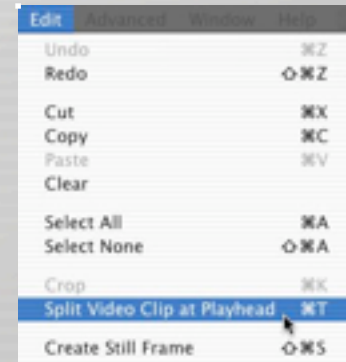 Edit Advanced Window Help
Undo ⌘Z
Redo ⇧⌘Z
Cut ⌘X
Copy ⌘C
Paste ⌘V
Clear
Select All ⌘A
Select None ⇧⌘A
Crop ⌘K
Split Video Clip at Playhead ⌘T
Create Still Frame ⇧⌘S